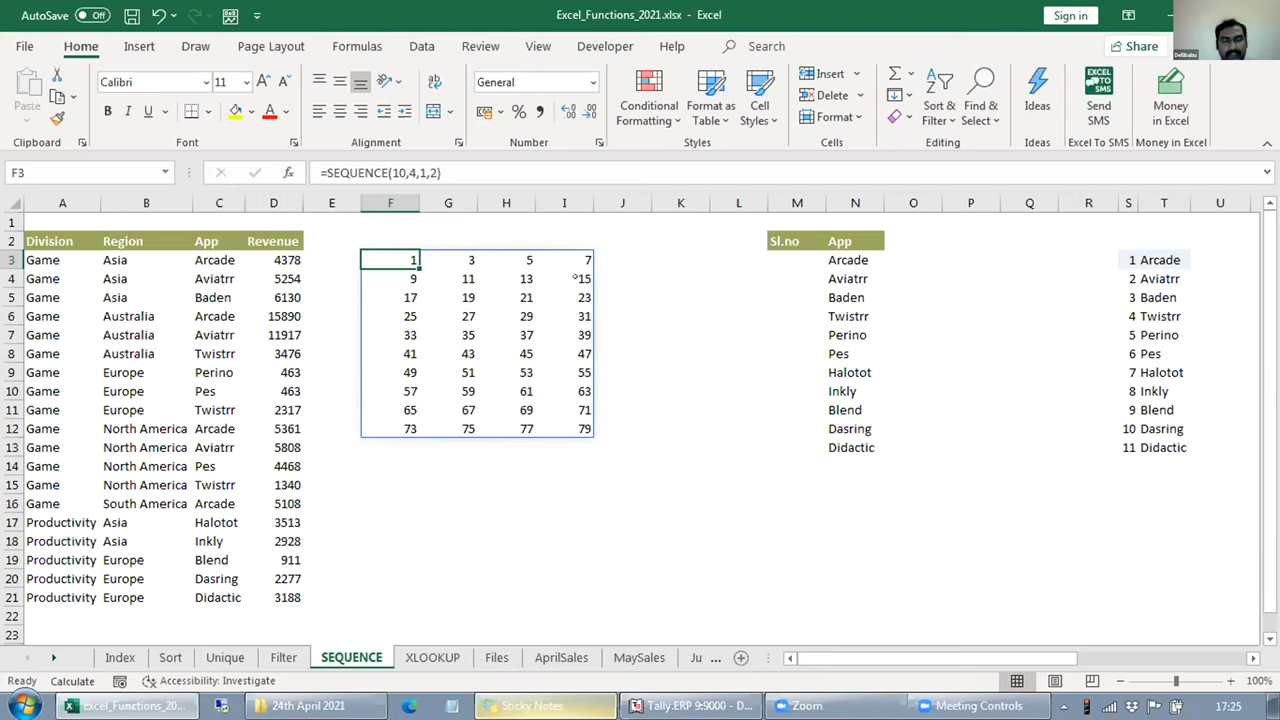 AutoSave Off Excel_Functions_2021.xlsx - Excel Sign in
Dellibabu
File Home Insert Draw Page Layout Formulas Data Review View Developer Help Search Share
Paste Calibri 11 General Conditional Formatting Format as Table Cell Styles Insert Delete Format Sort & Filter Find & Select Ideas Send SMS Money in Excel
Clipboard Font Alignment Number Styles Cells Editing Ideas Excel To SMS Money in Excel
F3 =SEQUENCE(10,4,1,2)
A B C D E F G H I J K L M N O P Q R S T U
1
2 Division Region App Revenue Sl.no App
3 Game Asia Arcade 4378 1 3 5 7 Arcade 1 Arcade
4 Game Asia Aviatrr 5254 9 11 13 15 Aviatrr 2 Aviatrr
5 Game Asia Baden 6130 17 19 21 23 Baden 3 Baden
6 Game Australia Arcade 15890 25 27 29 31 Twistrr 4 Twistrr
7 Game Australia Aviatrr 11917 33 35 37 39 Perino 5 Perino
8 Game Australia Twistrr 3476 41 43 45 47 Pes 6 Pes
9 Game Europe Perino 463 49 51 53 55 Halotot 7 Halotot
10 Game Europe Pes 463 57 59 61 63 Inkly 8 Inkly
11 Game Europe Twistrr 2317 65 67 69 71 Blend 9 Blend
12 Game North America Arcade 5361 73 75 77 79 Dasring 10 Dasring
13 Game North America Aviatrr 5808 Didactic 11 Didactic
14 Game North America Pes 4468
15 Game North America Twistrr 1340
16 Game South America Arcade 5108
17 Productivity Asia Halotot 3513
18 Productivity Asia Inkly 2928
19 Productivity Europe Blend 911
20 Productivity Europe Dasring 2277
21 Productivity Europe Didactic 3188
22
23
Index Sort Unique Filter SEQUENCE XLOOKUP Files AprilSales MaySales Ju ...
Ready Calculate Accessibility: Investigate 100%
Excel_Functions_20... 24th April 2021 Sticky Notes Tally.ERP 9:9000 - D... Zoom Meeting Controls 17:25